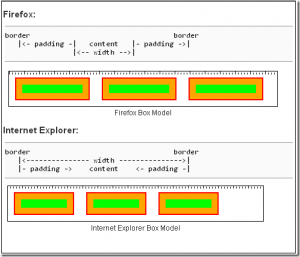 Firefox:
border border
|<- padding -| content |- padding ->|
|<-- width -->|
Firefox Box Model
Internet Explorer:
border border
|<--------------- width --------------->|
|- padding -> content <- padding -|
Internet Explorer Box Model